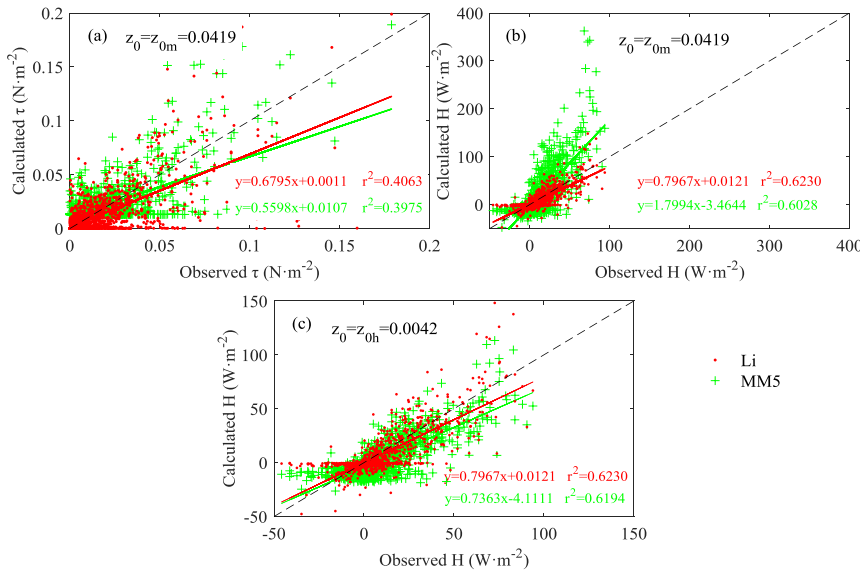 (a) z₀=z₀ₘ=0.0419
0.2
0.15
0.1
0.05
0
Calculated τ (N·m⁻²)
y=0.6795x+0.0011 r²=0.4063
y=0.5598x+0.0107 r²=0.3975
0 0.05 0.1 0.15 0.2
Observed τ (N·m⁻²)
(b) z₀=z₀ₘ=0.0419
400
300
200
100
0
Calculated H (W·m⁻²)
y=0.7967x+0.0121 r²=0.6230
y=1.7994x-3.4644 r²=0.6028
0 100 200 300 400
Observed H (W·m⁻²)
(c) z₀=z₀ₕ=0.0042
150
100
50
0
-50
Calculated H (W·m⁻²)
y=0.7967x+0.0121 r²=0.6230
y=0.7363x-4.1111 r²=0.6194
-50 0 50 100 150
Observed H (W·m⁻²)
Li
MM5